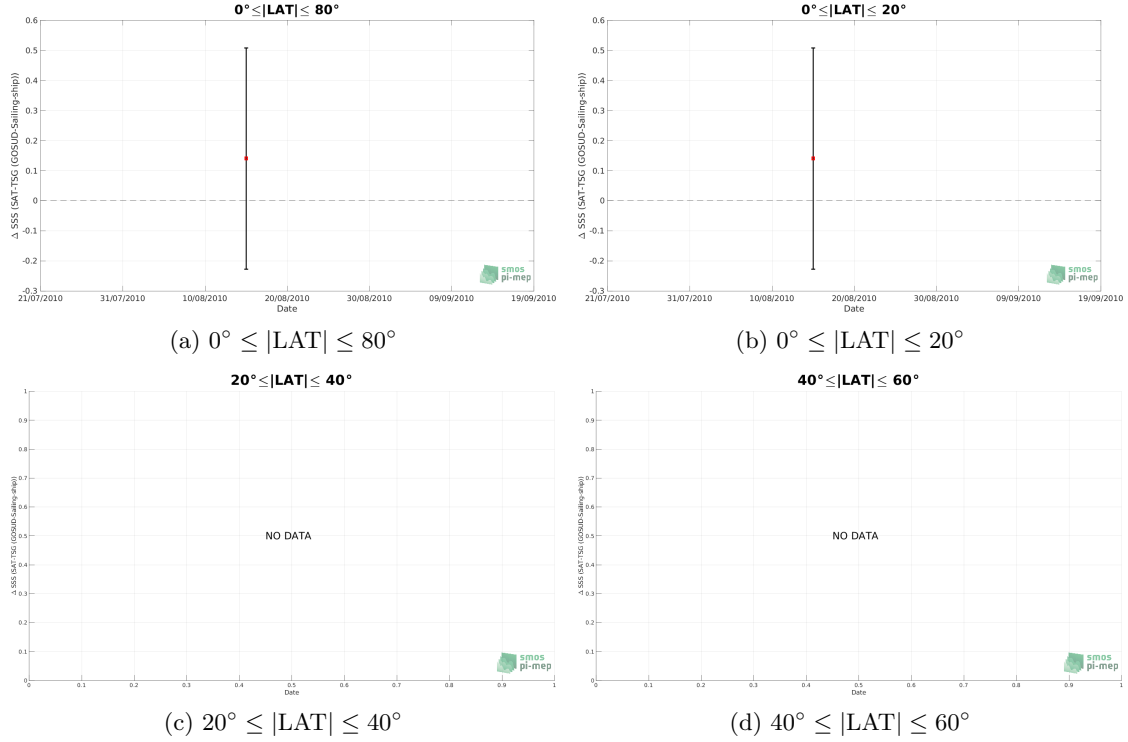 0°≤|LAT|≤ 80°
0.6
0.5
0.4
0.3
0.2
0.1
0
-0.1
-0.2
-0.3
Δ SSS (SAT-TSG (GOSUD-Sailing-ship))
21/07/2010 31/07/2010 10/08/2010 20/08/2010 30/08/2010 09/09/2010 19/09/2010
Date
smos
pi-mep
(a) 0° ≤ |LAT| ≤ 80°
0°≤|LAT|≤ 20°
0.6
0.5
0.4
0.3
0.2
0.1
0
-0.1
-0.2
-0.3
Δ SSS (SAT-TSG (GOSUD-Sailing-ship))
21/07/2010 31/07/2010 10/08/2010 20/08/2010 30/08/2010 09/09/2010 19/09/2010
Date
smos
pi-mep
(b) 0° ≤ |LAT| ≤ 20°
20°≤|LAT|≤ 40°
1
0.9
0.8
0.7
0.6
0.5
0.4
0.3
0.2
0.1
0
Δ SSS (SAT-TSG (GOSUD-Sailing-ship))
NO DATA
0 0.1 0.2 0.3 0.4 0.5 0.6 0.7 0.8 0.9 1
Date
smos
pi-mep
(c) 20° ≤ |LAT| ≤ 40°
40°≤|LAT|≤ 60°
1
0.9
0.8
0.7
0.6
0.5
0.4
0.3
0.2
0.1
0
Δ SSS (SAT-TSG (GOSUD-Sailing-ship))
NO DATA
0 0.1 0.2 0.3 0.4 0.5 0.6 0.7 0.8 0.9 1
Date
smos
pi-mep
(d) 40° ≤ |LAT| ≤ 60°